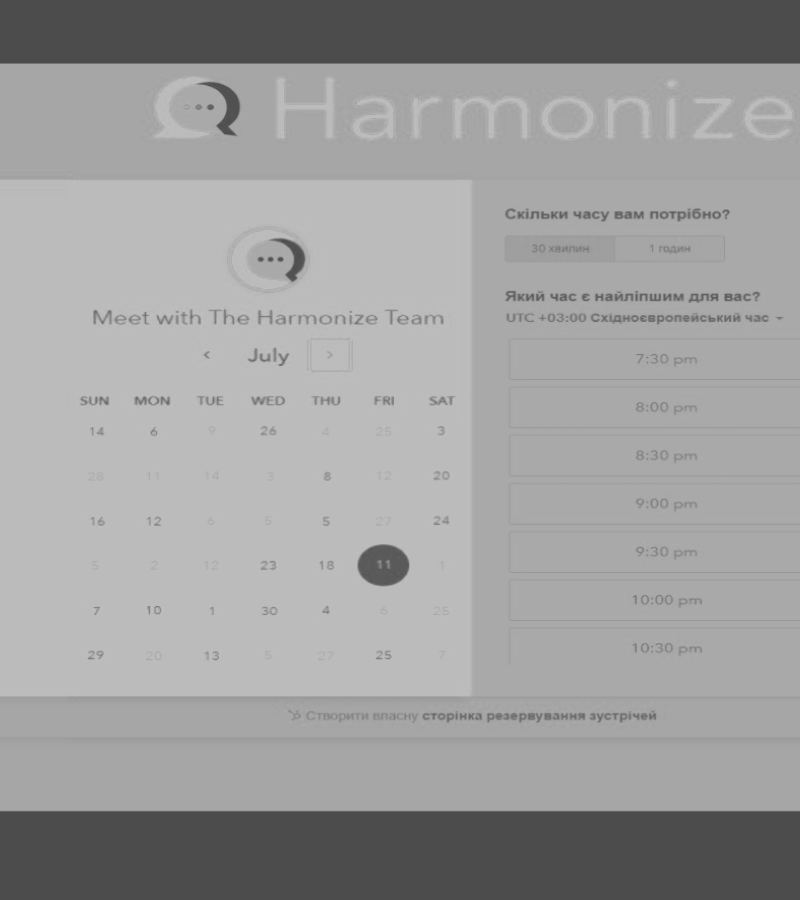 Harmonize
Meet with The Harmonize Team
July
SUN MON TUE WED THU FRI SAT
14 6 9 26 4 25 3
28 11 14 3 8 12 20
16 12 6 5 5 27 24
5 2 12 23 18 11 1
7 10 1 30 4 6 25
29 20 13 5 27 25 7
Скільки часу вам потрібно?
30 хвилин 1 годин
Який час є найліпшим для вас?
UTC +03:00 Східноєвропейський час
7:30 pm
8:00 pm
8:30 pm
9:00 pm
9:30 pm
10:00 pm
10:30 pm
Створити власну сторінка резервування зустрічей